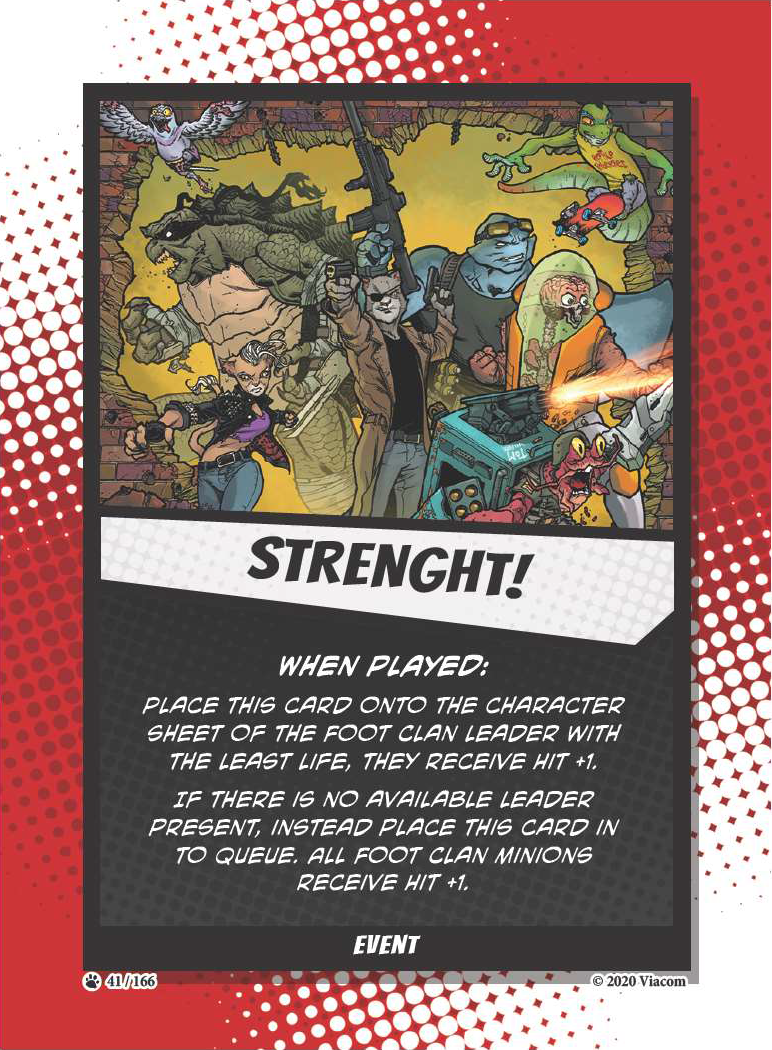 STRENGHT!
WHEN PLAYED:
PLACE THIS CARD ONTO THE CHARACTER
SHEET OF THE FOOT CLAN LEADER WITH
THE LEAST LIFE, THEY RECEIVE HIT +1.
IF THERE IS NO AVAILABLE LEADER
PRESENT, INSTEAD PLACE THIS CARD IN
TO QUEUE. ALL FOOT CLAN MINIONS
RECEIVE HIT +1.
EVENT
41/166
© 2020 Viacom